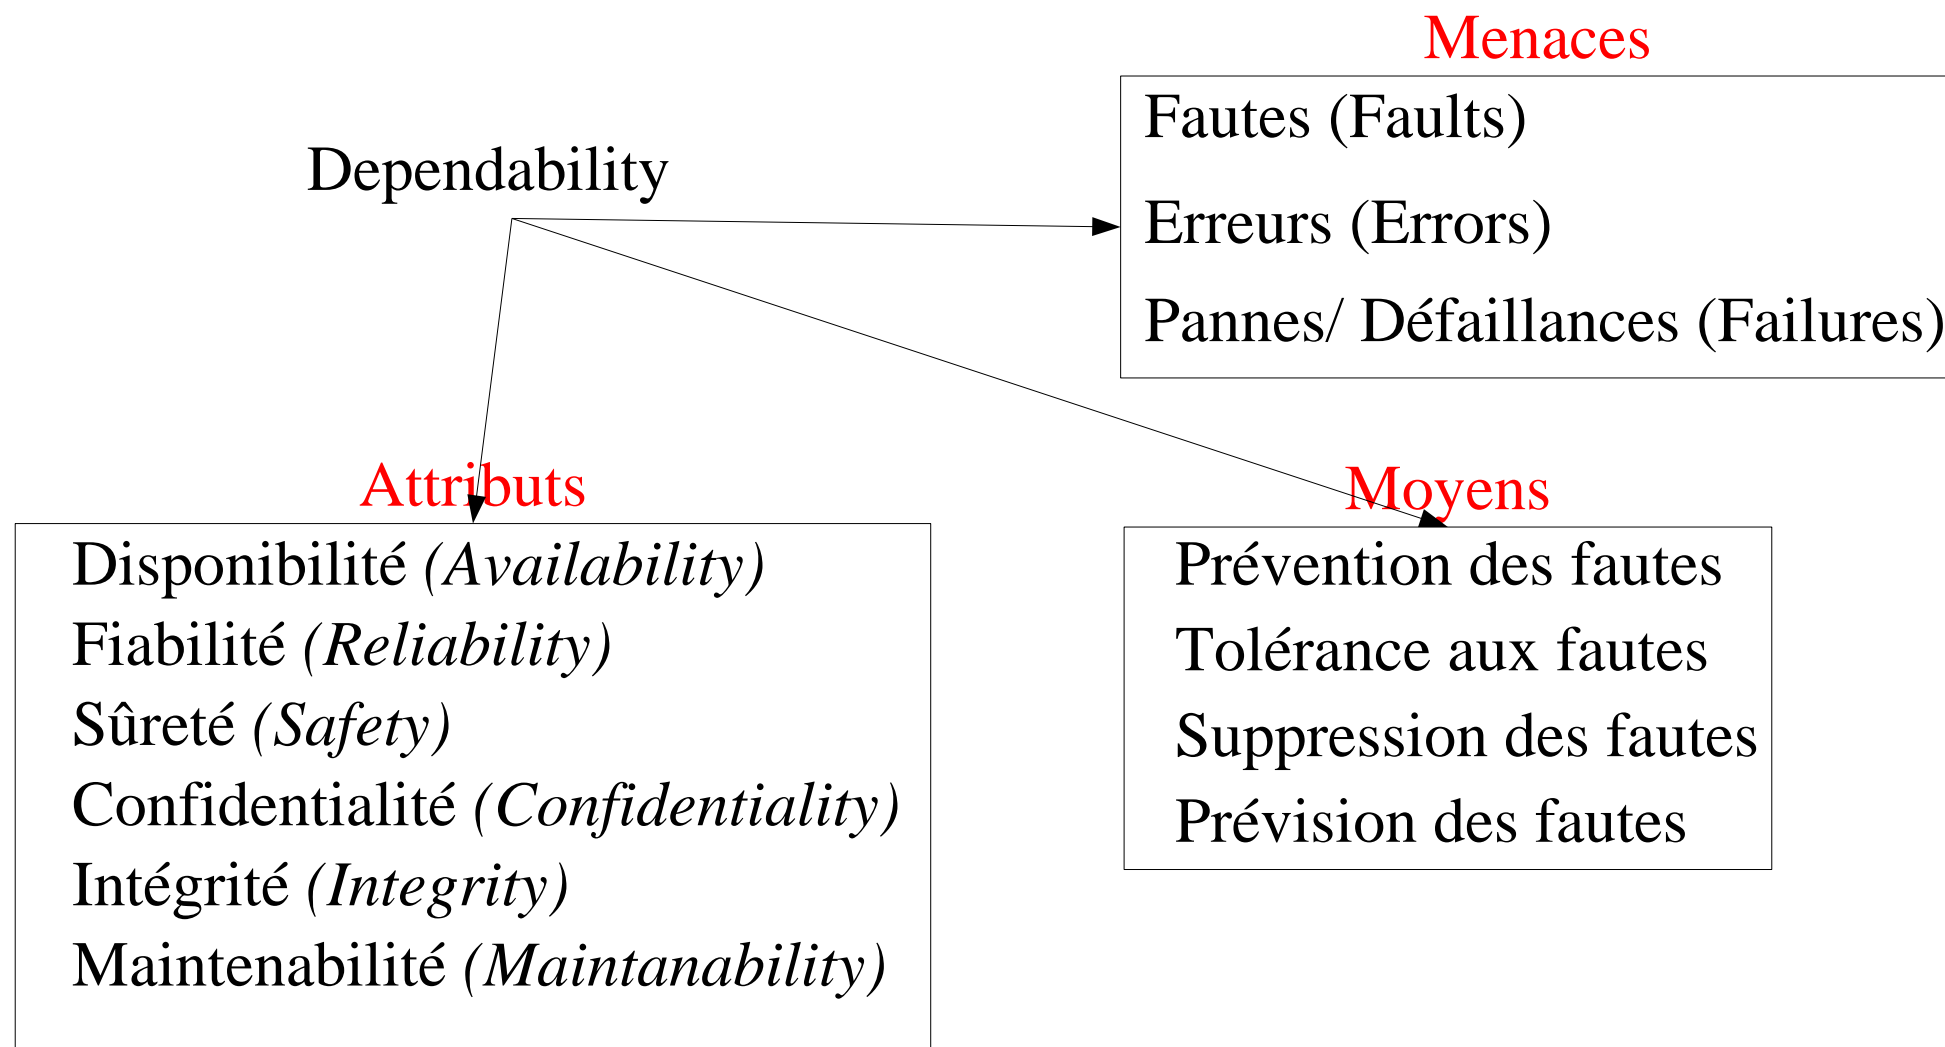 Menaces
Fautes (Faults)
Dependability
Erreurs (Errors)
Pannes/ Défaillances (Failures)
Attributs
Disponibilité (Availability)
Fiabilité (Reliability)
Sûreté (Safety)
Confidentialité (Confidentiality)
Intégrité (Integrity)
Maintenabilité (Maintanability)
Moyens
Prévention des fautes
Tolérance aux fautes
Suppression des fautes
Prévision des fautes